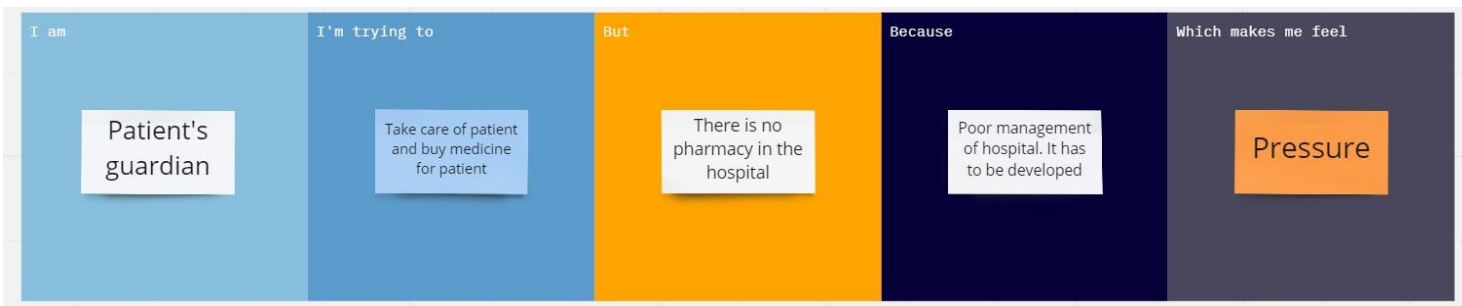 I am
Patient's
guardian
I'm trying to
Take care of patient
and buy medicine
for patient
But
There is no
pharmacy in the
hospital
Because
Poor management
of hospital. It has
to be developed
Which makes me feel
Pressure